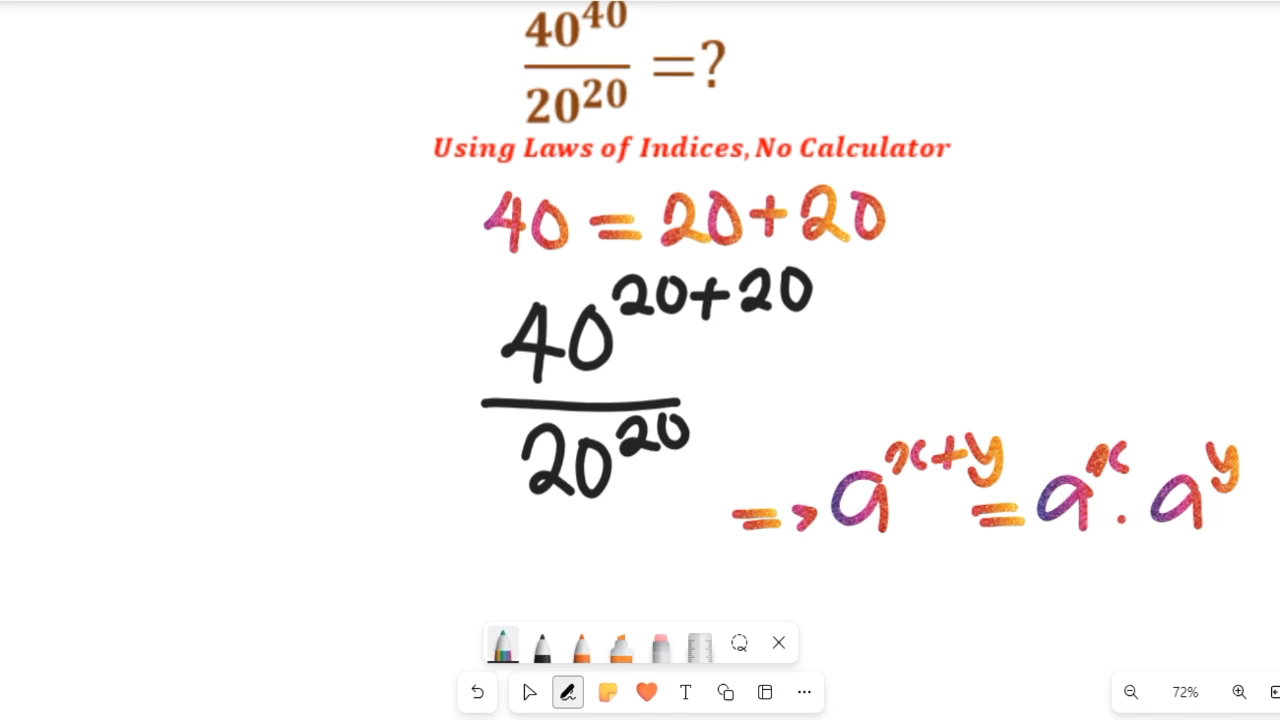 40^40
20^20 =?
Using Laws of Indices, No Calculator
40 = 20+20
40^20+20
20^20
=> a^x+y = a^x . a^y
T
72%